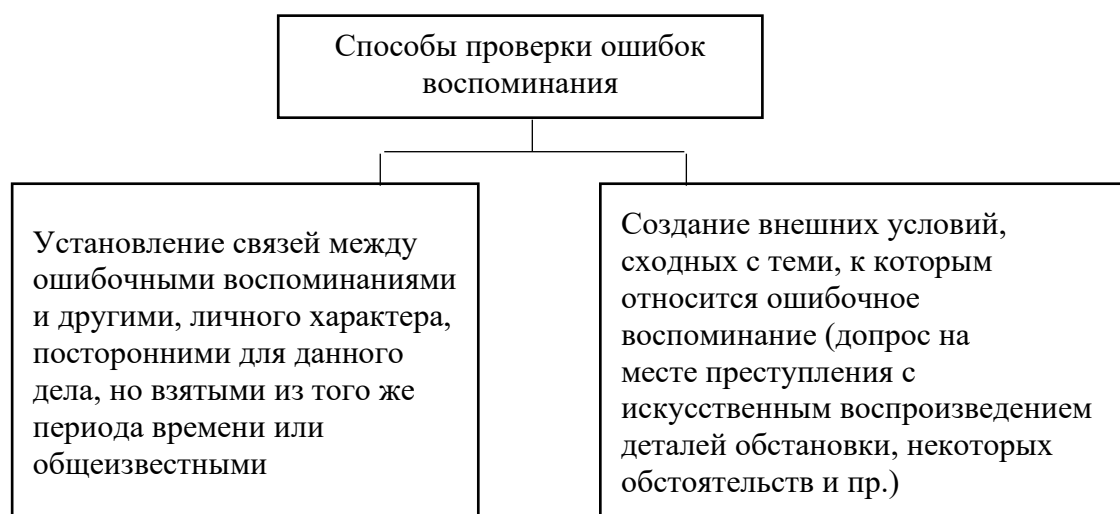 Способы проверки ошибок
воспоминания
Установление связей между
ошибочными воспоминаниями
и другими, личного характера,
посторонними для данного
дела, но взятыми из того же
периода времени или
общеизвестными
Создание внешних условий,
сходных с теми, к которым
относится ошибочное
воспоминание (допрос на
месте преступления с
искусственным воспроизведением
деталей обстановки, некоторых
обстоятельств и пр.)